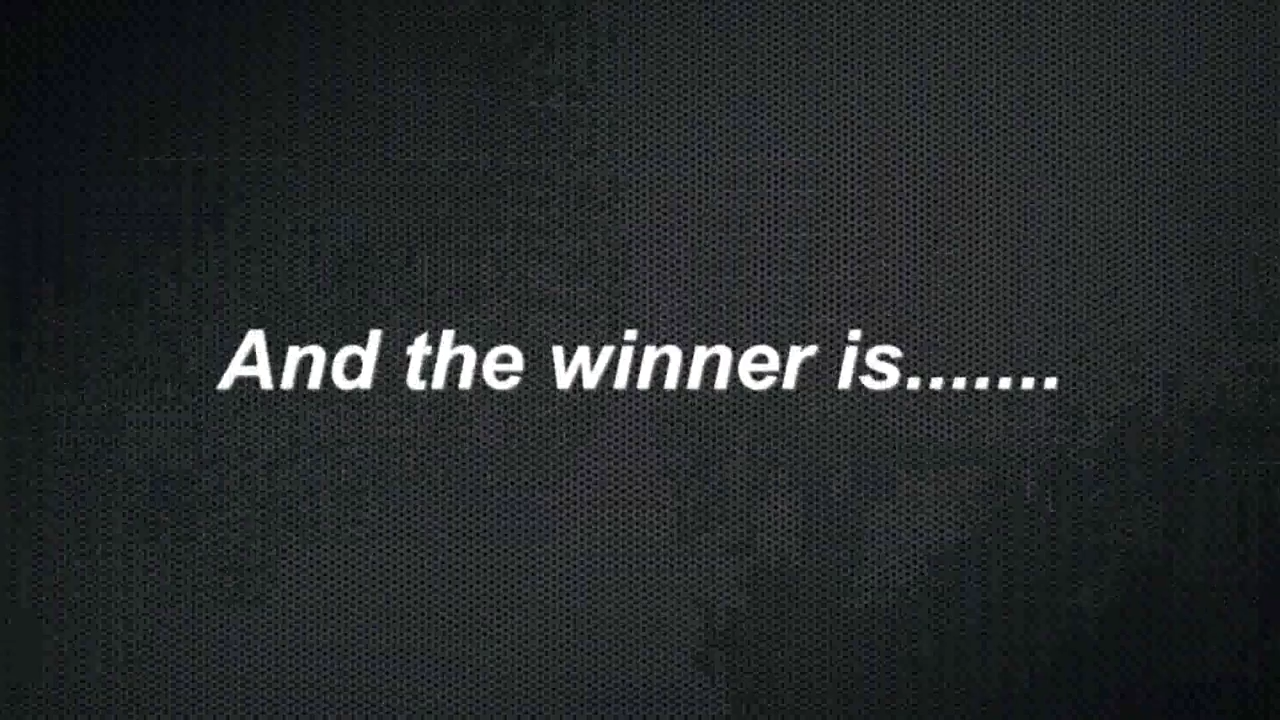 And the winner is.......